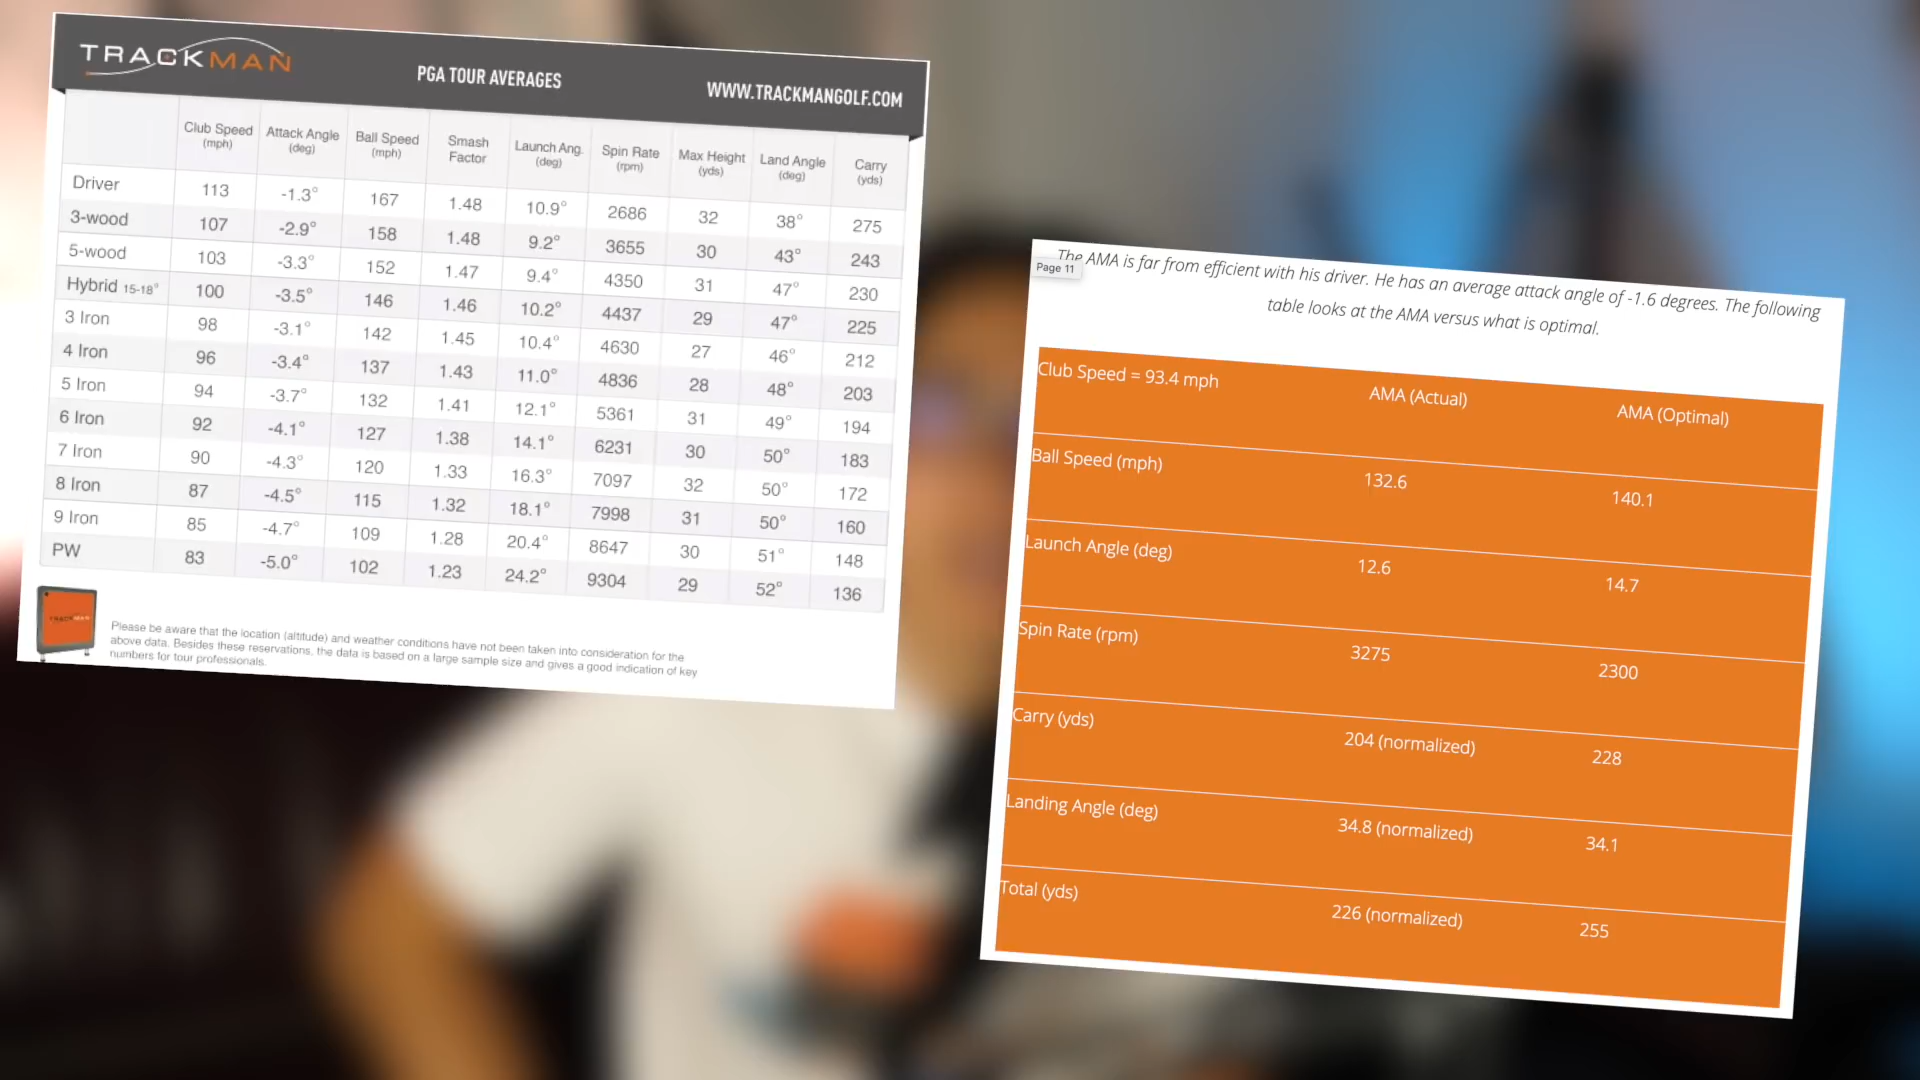 TRACKMAN
PGA TOUR AVERAGES
WWW.TRACKMANGOLF.COM
Club Speed (mph) Attack Angle (deg) Ball Speed (mph) Smash Factor Launch Ang. (deg) Spin Rate (rpm) Max Height (yds) Land Angle (deg) Carry (yds)
Driver 113 -1.3° 167 1.48 10.9° 2686 32 38° 275
3-wood 107 -2.9° 158 1.48 9.2° 3655 30 43° 243
5-wood 103 -3.3° 152 1.47 9.4° 4350 31 47° 230
Hybrid 15-18° 100 -3.5° 146 1.46 10.2° 4437 29 47° 225
3 Iron 98 -3.1° 142 1.45 10.4° 4630 27 46° 212
4 Iron 96 -3.4° 137 1.43 11.0° 4836 28 48° 203
5 Iron 94 -3.7° 132 1.41 12.1° 5361 31 49° 194
6 Iron 92 -4.1° 127 1.38 14.1° 6231 30 50° 183
7 Iron 90 -4.3° 120 1.33 16.3° 7097 32 50° 172
8 Iron 87 -4.5° 115 1.32 18.1° 7998 31 50° 160
9 Iron 85 -4.7° 109 1.28 20.4° 8647 30 51° 148
PW 83 -5.0° 102 1.23 24.2° 9304 29 52° 136
TRACKMAN
Please be aware that the location (altitude) and weather conditions have not been taken into consideration for the
above data. Besides these reservations, the data is based on a large sample size and gives a good indication of key
numbers for tour professionals.
The AMA is far from efficient with his driver. He has an average attack angle of -1.6 degrees. The following
Page 11
table looks at the AMA versus what is optimal.
Club Speed = 93.4 mph AMA (Actual) AMA (Optimal)
Ball Speed (mph) 132.6 140.1
Launch Angle (deg) 12.6 14.7
Spin Rate (rpm) 3275 2300
Carry (yds) 204 (normalized) 228
Landing Angle (deg) 34.8 (normalized) 34.1
Total (yds) 226 (normalized) 255